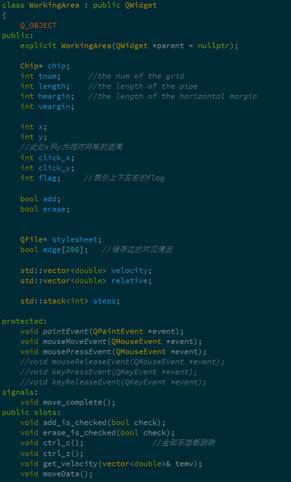 class WorkingArea : public QWidget
{
    Q_OBJECT
public:
    explicit WorkingArea(QWidget *parent = nullptr);

    Chip* chip;
    int tnum;      //the num of the grid
    int length;    //the length of the pipe
    int hmargin;   //the length of the horizontal margin
    int vmargin;

    int x;
    int y;
    //此处x和y为相对网格的距离
    int click_x;
    int click_y;
    int flag;     //表示上下左右的flag

    bool add;
    bool erase;

    QFile* stylesheet;
    bool edge[200];   //储存边的对应情况

    std::vector<double> velocity;
    std::vector<double> relative;

    std::stack<int> steps;

protected:
    void paintEvent(QPaintEvent *event);
    void mouseMoveEvent(QMouseEvent *event);
    void mousePressEvent(QMouseEvent *event);
    //void mouseReleaseEvent(QMouseEvent *event);
    //void keyPressEvent(QKeyEvent *event);
    //void keyReleaseEvent(QKeyEvent *event);
signals:
    void move_complete();
public slots:
    void add_is_checked(bool check);
    void erase_is_checked(bool check);
    void ctrl_c();            //全部东西都删除
    void ctrl_z();
    void get_velocity(vector<double>& temv);
    void moveData();